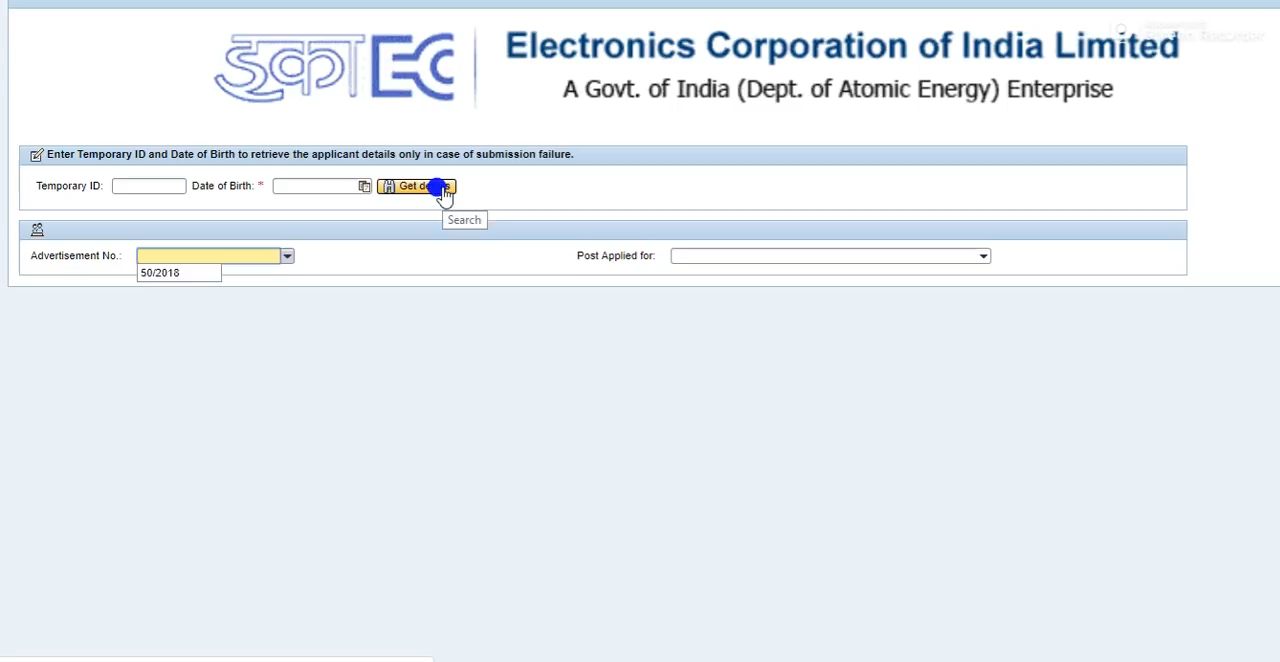 इका EC
Electronics Corporation of India Limited
A Govt. of India (Dept. of Atomic Energy) Enterprise
Enter Temporary ID and Date of Birth to retrieve the applicant details only in case of submission failure.
Temporary ID: Date of Birth: * Get
Search
Advertisement No.: Post Applied for:
50/2018